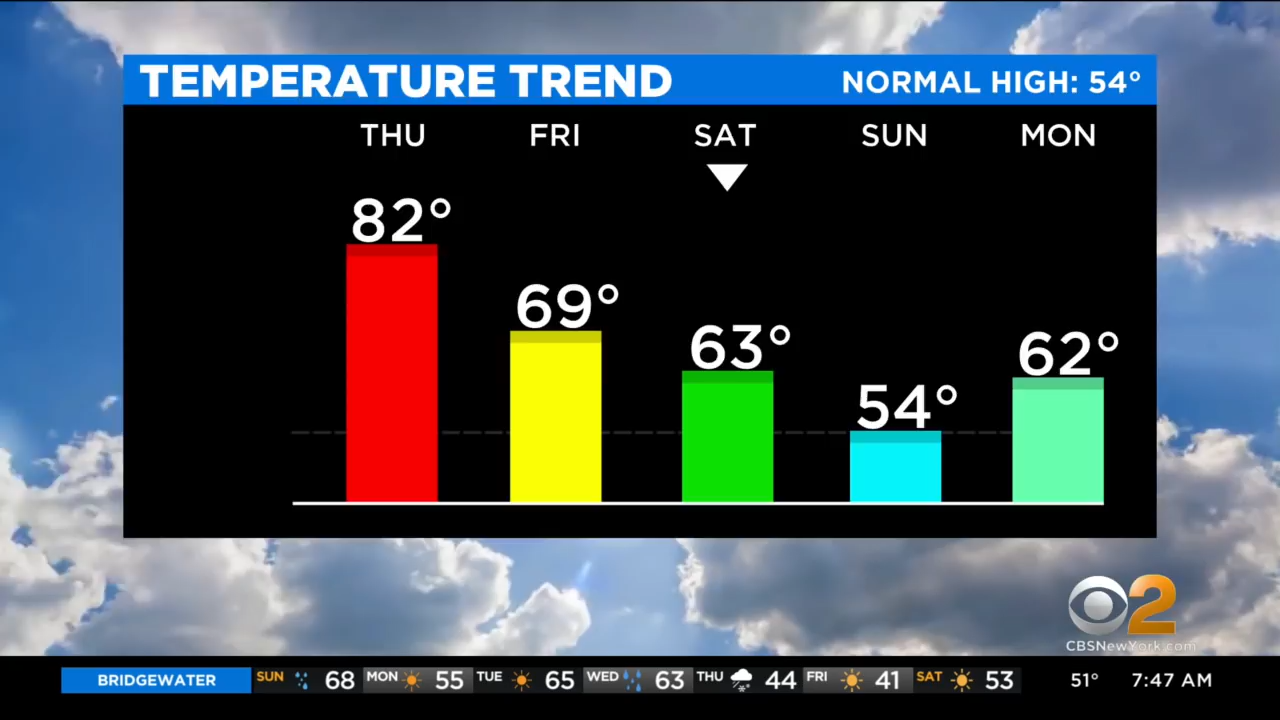 TEMPERATURE TREND NORMAL HIGH: 54°
THU FRI SAT SUN MON
82°
69°
63°
54°
62°
2
CBSNewYork.com
BRIDGEWATER SUN 68 MON 55 TUE 65 WED 63 THU 44 FRI 41 SAT 53 51° 7:47 AM